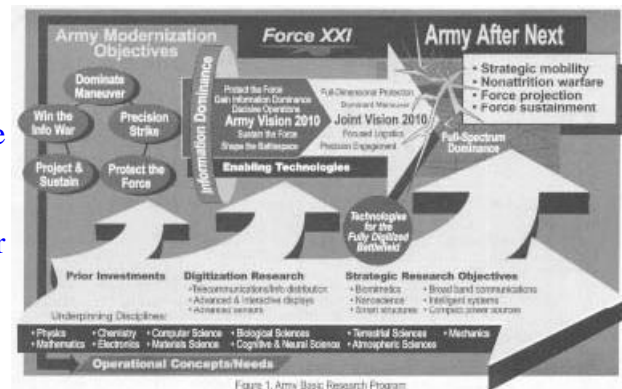 Army Modernization
Objectives
Force XXI
Army After Next
Dominate
Maneuver
Win the
Info War
Precision
Strike
Project &
Sustain
Protect the
Force
Information Dominance
Protect the Force
Gain Information Dominance
Decisive Operations
Army Vision 2010
Sustain the Force
Shape the Battlespace
Full-Dimensional Protection
Dominant Maneuver
Joint Vision 2010
Focused Logistics
Precision Engagement
Enabling Technologies
• Strategic mobility
• Nonattrition warfare
• Force projection
• Force sustainment
Full-Spectrum
Dominance
Technologies
for the
Fully Digitized
Battlefield
Prior Investments
Digitization Research
• Telecommunications/Info distribution
• Advanced & Interactive displays
• Advanced sensors
Strategic Research Objectives
• Biomimetics
• Nanoscience
• Smart structures
• Broad band communications
• Intelligent systems
• Compact power sources
Underpinning Disciplines:
• Physics • Chemistry • Computer Science • Biological Sciences • Terrestrial Sciences • Mechanics
• Mathematics • Electronics • Materials Science • Cognitive & Neural Science • Atmospheric Sciences
Operational Concepts/Needs
Figure 1. Army Basic Research Program